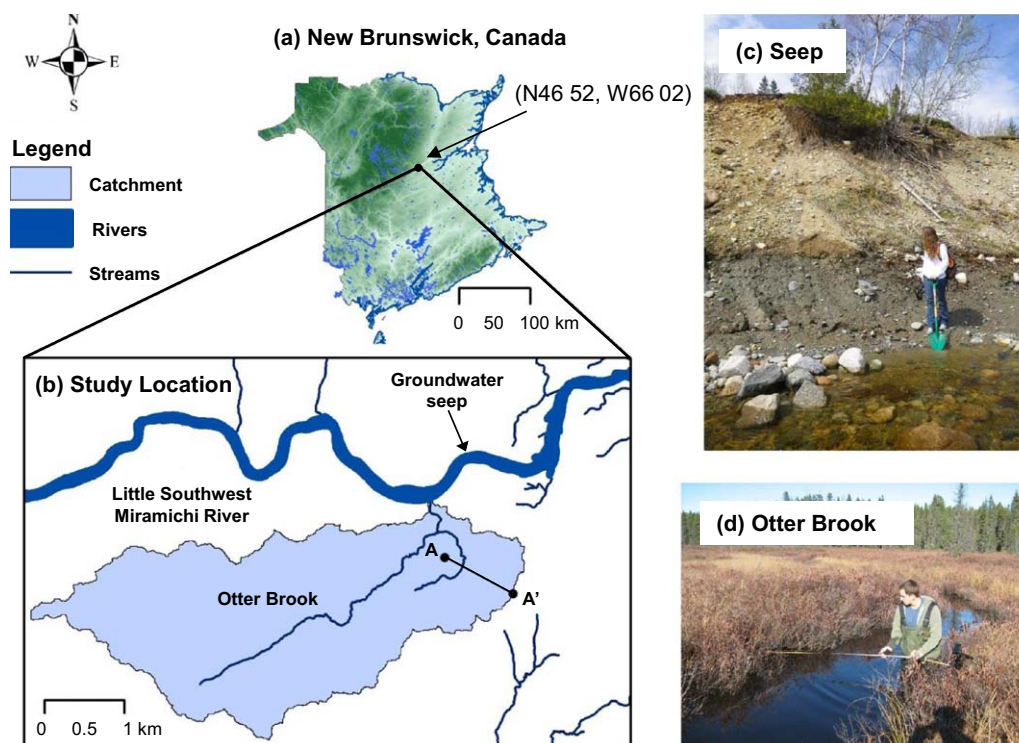 N
W E
S
Legend
Catchment
Rivers
Streams
(a) New Brunswick, Canada
(N46 52, W66 02)
0 50 100 km
(b) Study Location
Groundwater
seep
Little Southwest
Miramichi River
A
A’
Otter Brook
0 0.5 1 km
(c) Seep
(d) Otter Brook